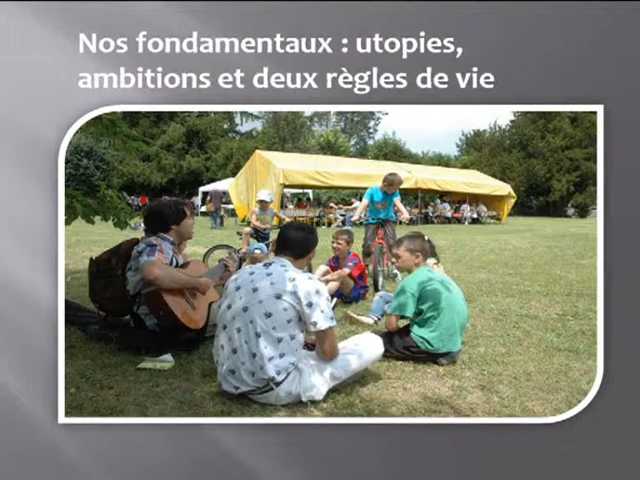 Nos fondamentaux : utopies,
ambitions et deux règles de vie